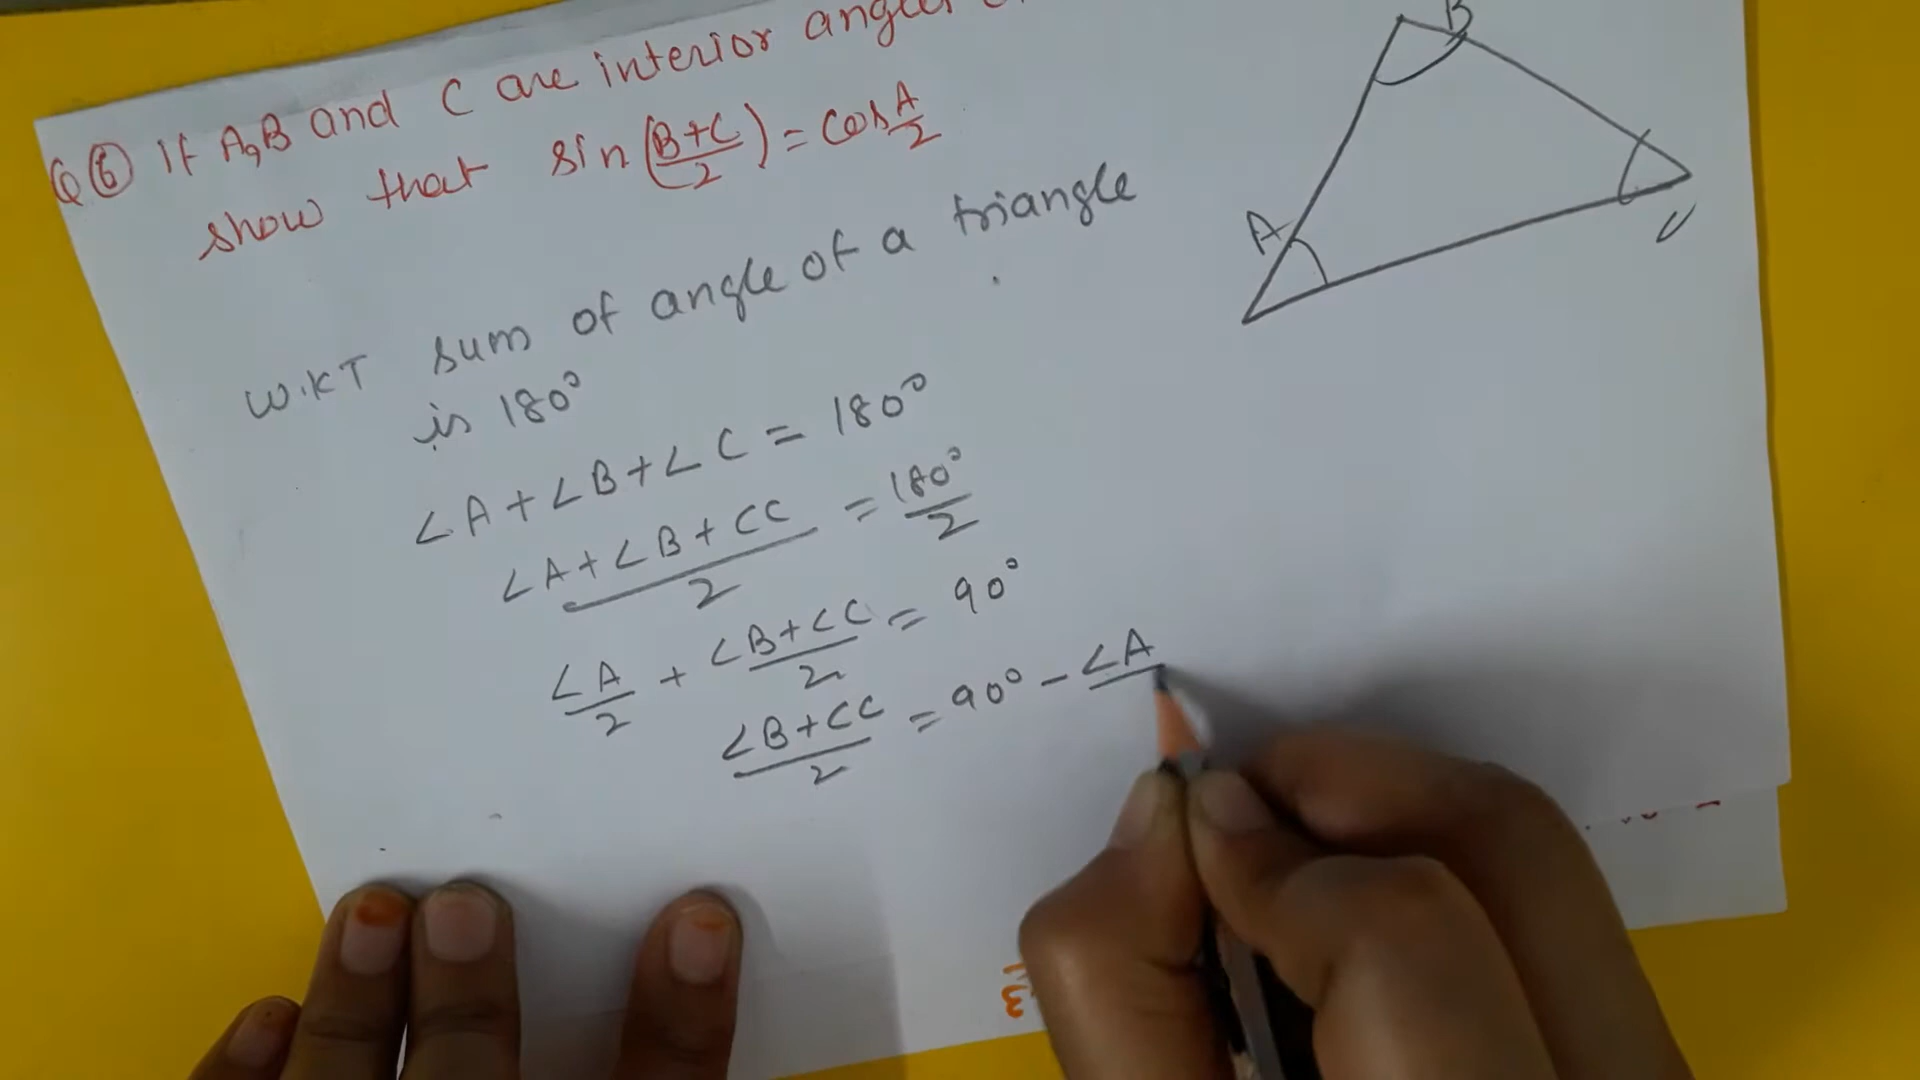 Q⑥ If A,B and C are interior
show that sin(B+C/2) = cos A/2
W.K.T sum of angle of a triangle
is 180°
∠A + ∠B + ∠C = 180°
∠A + ∠B + ∠C/2 = 180°/2
∠A/2 + ∠B+∠C/2 = 90°
∠B+∠C/2 = 90° - ∠A
B
A
C
3